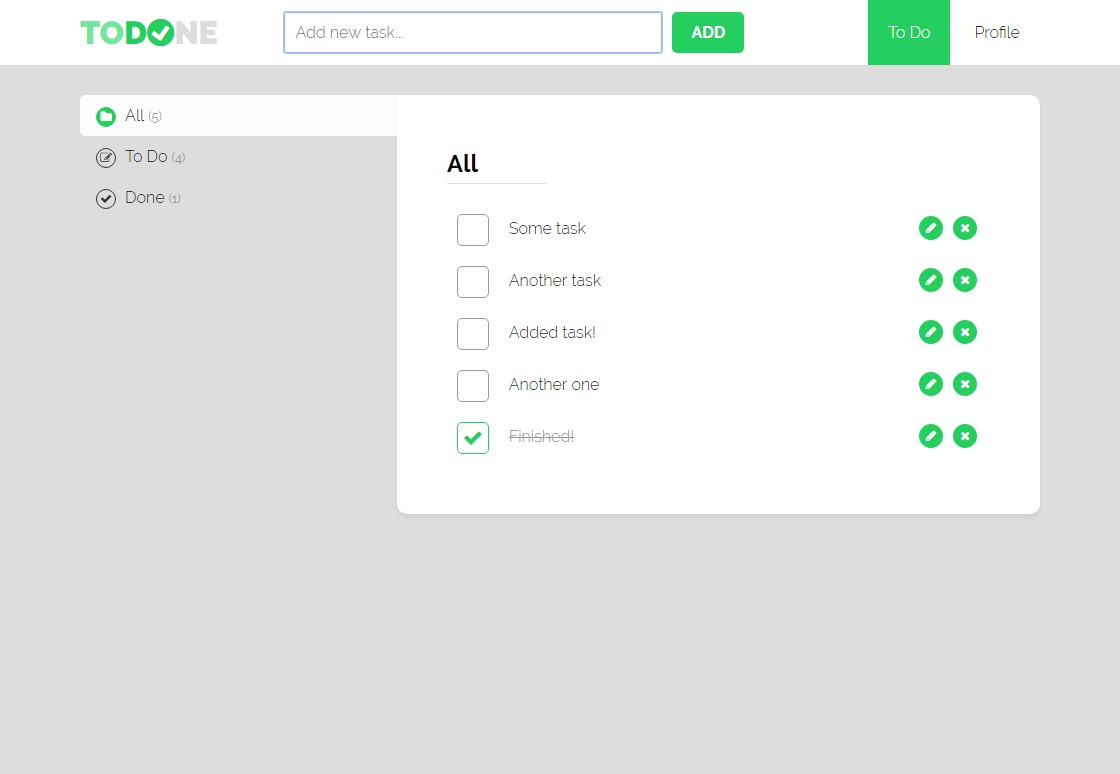 TODONE
Add new task...
ADD
To Do
Profile
All (5)
To Do (4)
Done (1)
All
Some task
Another task
Added task!
Another one
Finished!